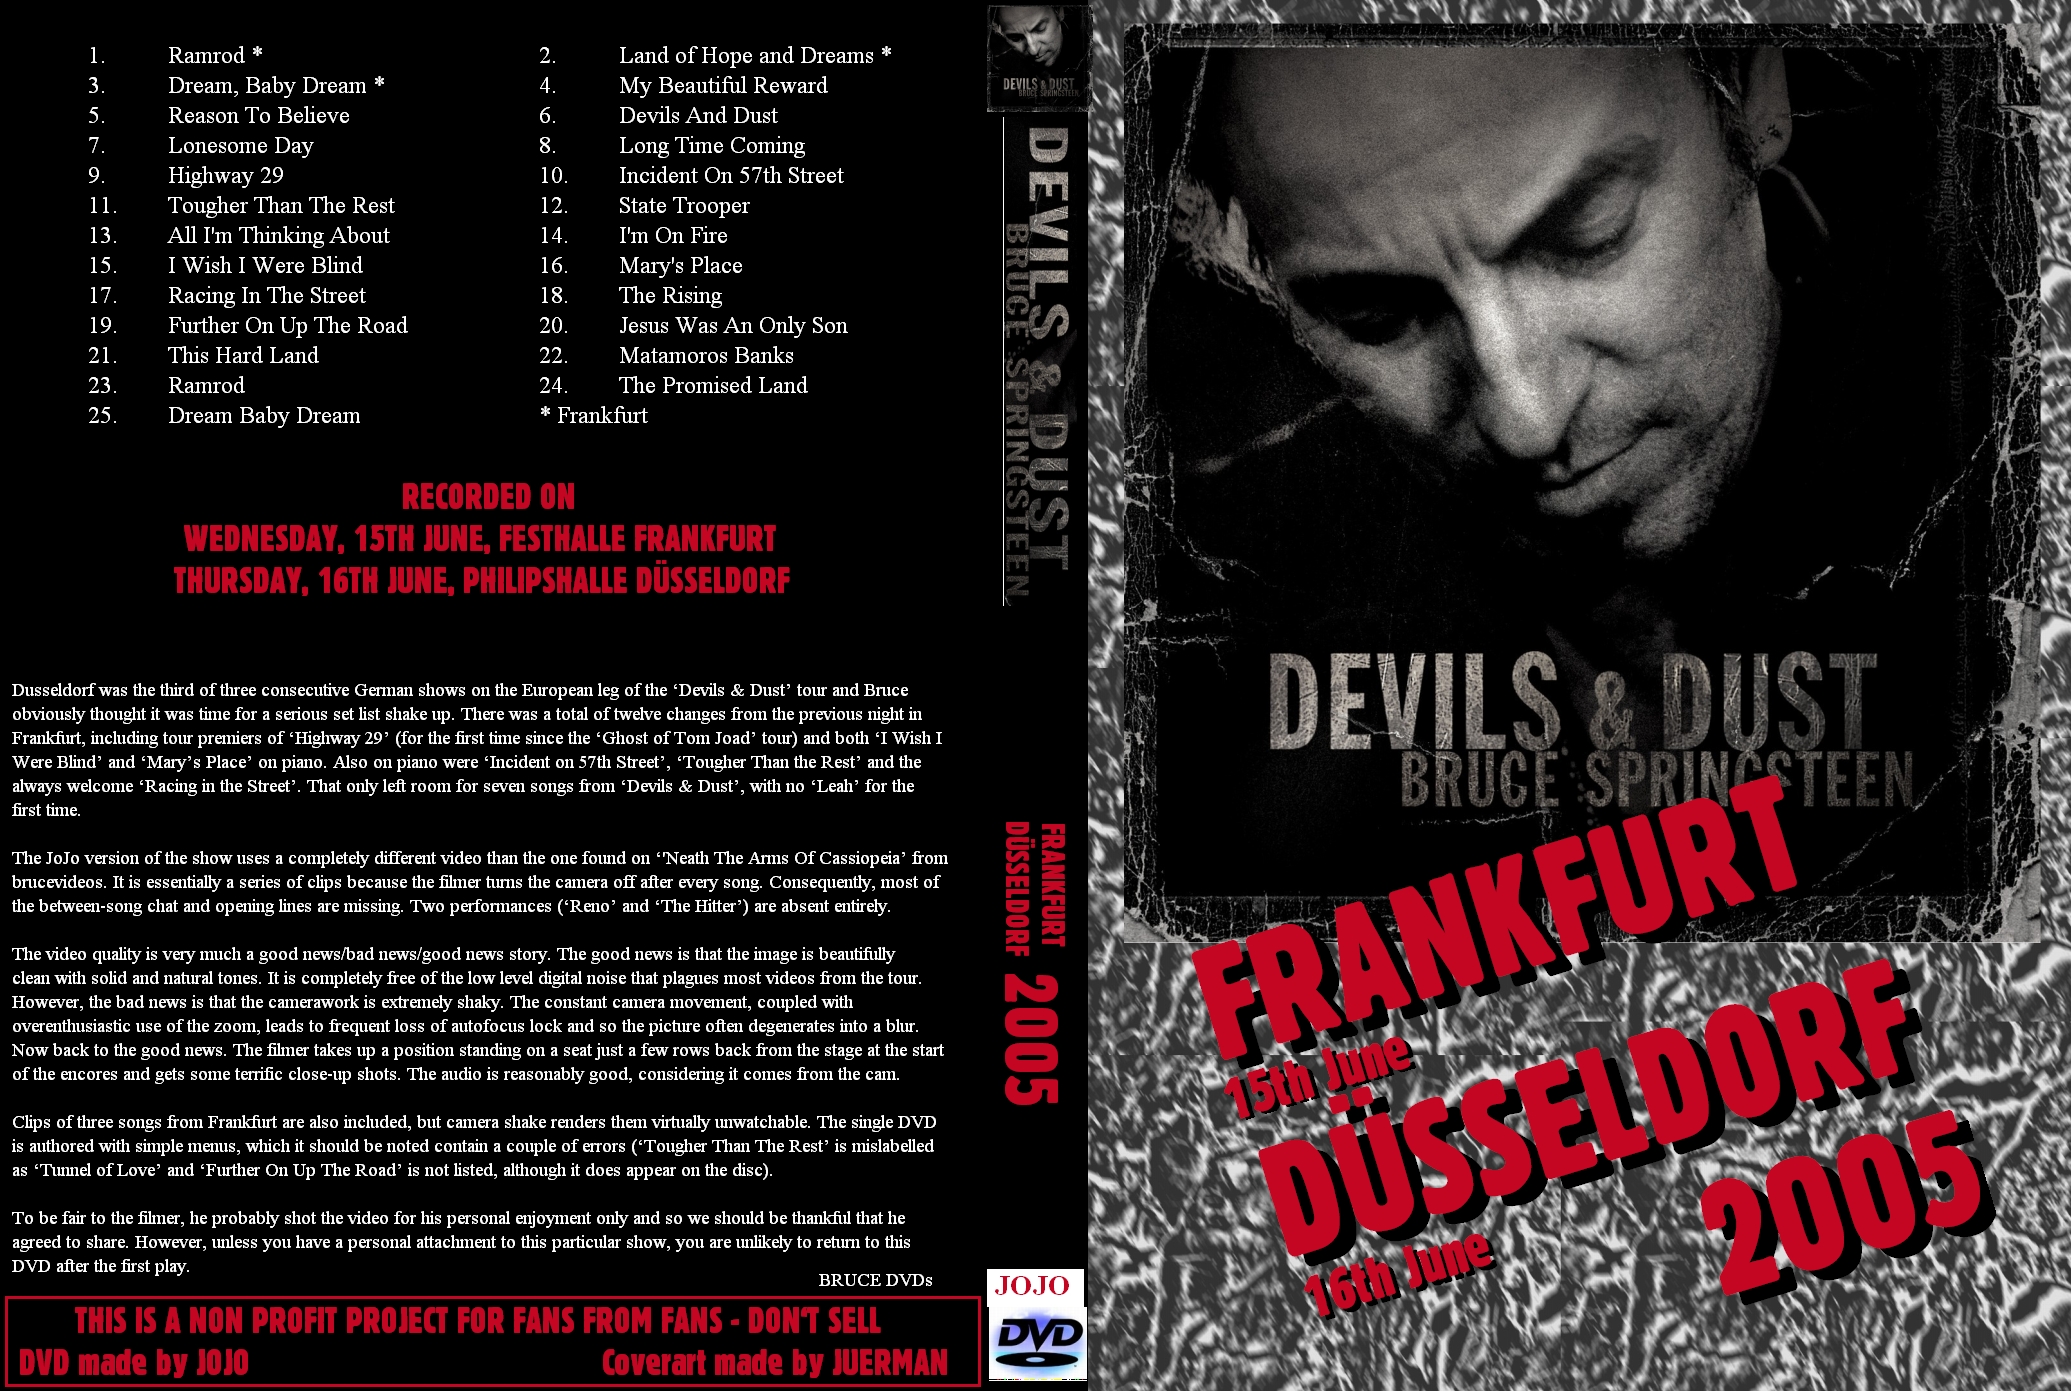 1. Ramrod * 2. Land of Hope and Dreams *
3. Dream, Baby Dream * 4. My Beautiful Reward
5. Reason To Believe 6. Devils And Dust
7. Lonesome Day 8. Long Time Coming
9. Highway 29 10. Incident On 57th Street
11. Tougher Than The Rest 12. State Trooper
13. All I'm Thinking About 14. I'm On Fire
15. I Wish I Were Blind 16. Mary's Place
17. Racing In The Street 18. The Rising
19. Further On Up The Road 20. Jesus Was An Only Son
21. This Hard Land 22. Matamoros Banks
23. Ramrod 24. The Promised Land
25. Dream Baby Dream * Frankfurt
RECORDED ON
WEDNESDAY, 15TH JUNE, FESTHALLE FRANKFURT
THURSDAY, 16TH JUNE, PHILIPSHALLE DÜSSELDORF
Dusseldorf was the third of three consecutive German shows on the European leg of the ‘Devils & Dust’ tour and Bruce
obviously thought it was time for a serious set list shake up. There was a total of twelve changes from the previous night in
Frankfurt, including tour premiers of ‘Highway 29’ (for the first time since the ‘Ghost of Tom Joad’ tour) and both ‘I Wish I
Were Blind’ and ‘Mary’s Place’ on piano. Also on piano were ‘Incident on 57th Street’, ‘Tougher Than the Rest’ and the
always welcome ‘Racing in the Street’. That only left room for seven songs from ‘Devils & Dust’, with no ‘Leah’ for the
first time.
The JoJo version of the show uses a completely different video than the one found on ‘'Neath The Arms Of Cassiopeia’ from
brucevideos. It is essentially a series of clips because the filmer turns the camera off after every song. Consequently, most of
the between-song chat and opening lines are missing. Two performances (‘Reno’ and ‘The Hitter’) are absent entirely.
The video quality is very much a good news/bad news/good news story. The good news is that the image is beautifully
clean with solid and natural tones. It is completely free of the low level digital noise that plagues most videos from the tour.
However, the bad news is that the camerawork is extremely shaky. The constant camera movement, coupled with
overenthusiastic use of the zoom, leads to frequent loss of autofocus lock and so the picture often degenerates into a blur.
Now back to the good news. The filmer takes up a position standing on a seat just a few rows back from the stage at the start
of the encores and gets some terrific close-up shots. The audio is reasonably good, considering it comes from the cam.
Clips of three songs from Frankfurt are also included, but camera shake renders them virtually unwatchable. The single DVD
is authored with simple menus, which it should be noted contain a couple of errors (‘Tougher Than The Rest’ is mislabelled
as ‘Tunnel of Love’ and ‘Further On Up The Road’ is not listed, although it does appear on the disc).
To be fair to the filmer, he probably shot the video for his personal enjoyment only and so we should be thankful that he
agreed to share. However, unless you have a personal attachment to this particular show, you are unlikely to return to this
DVD after the first play.
BRUCE DVDs
THIS IS A NON PROFIT PROJECT FOR FANS FROM FANS - DON'T SELL
DVD made by JOJO Coverart made by JUERMAN
DEVILS & DUST
BRUCE SPRINGSTEEN
DEVILS & DUST
BRUCE SPRINGSTEEN
FRANKFURT
DÜSSELDORF
2005
JOJO
DVD
DEVILS & DUST
BRUCE SPRINGSTEEN
FRANKFURT
15th June
DÜSSELDORF
16th June
2005